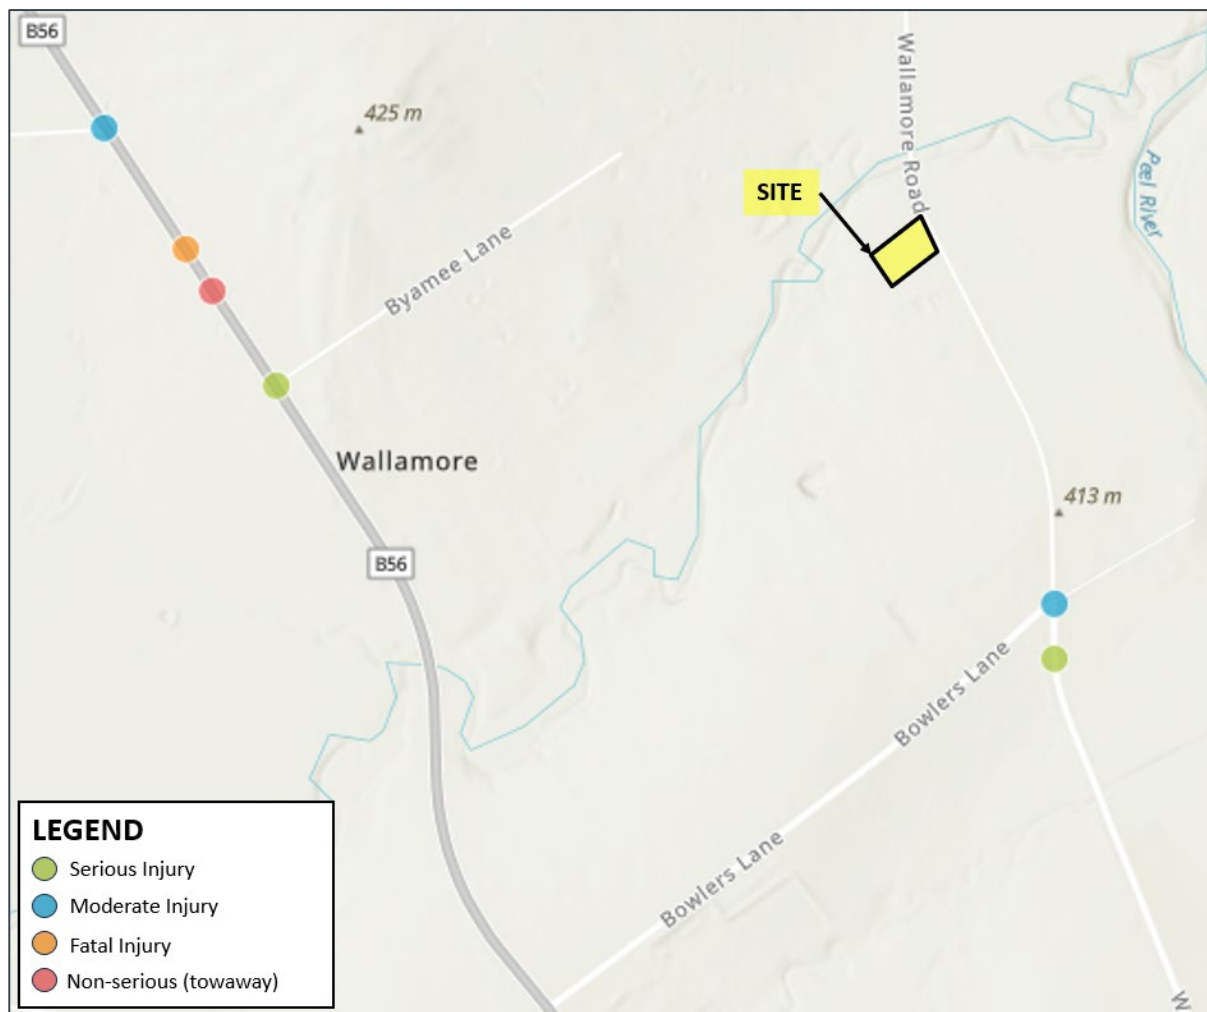 B56
425 m
Wallamore Road
SITE
Peel River
Byamee Lane
Wallamore
413 m
B56
Bowlers Lane
Bowlers Lane
W
LEGEND
Serious Injury
Moderate Injury
Fatal Injury
Non-serious (towaway)